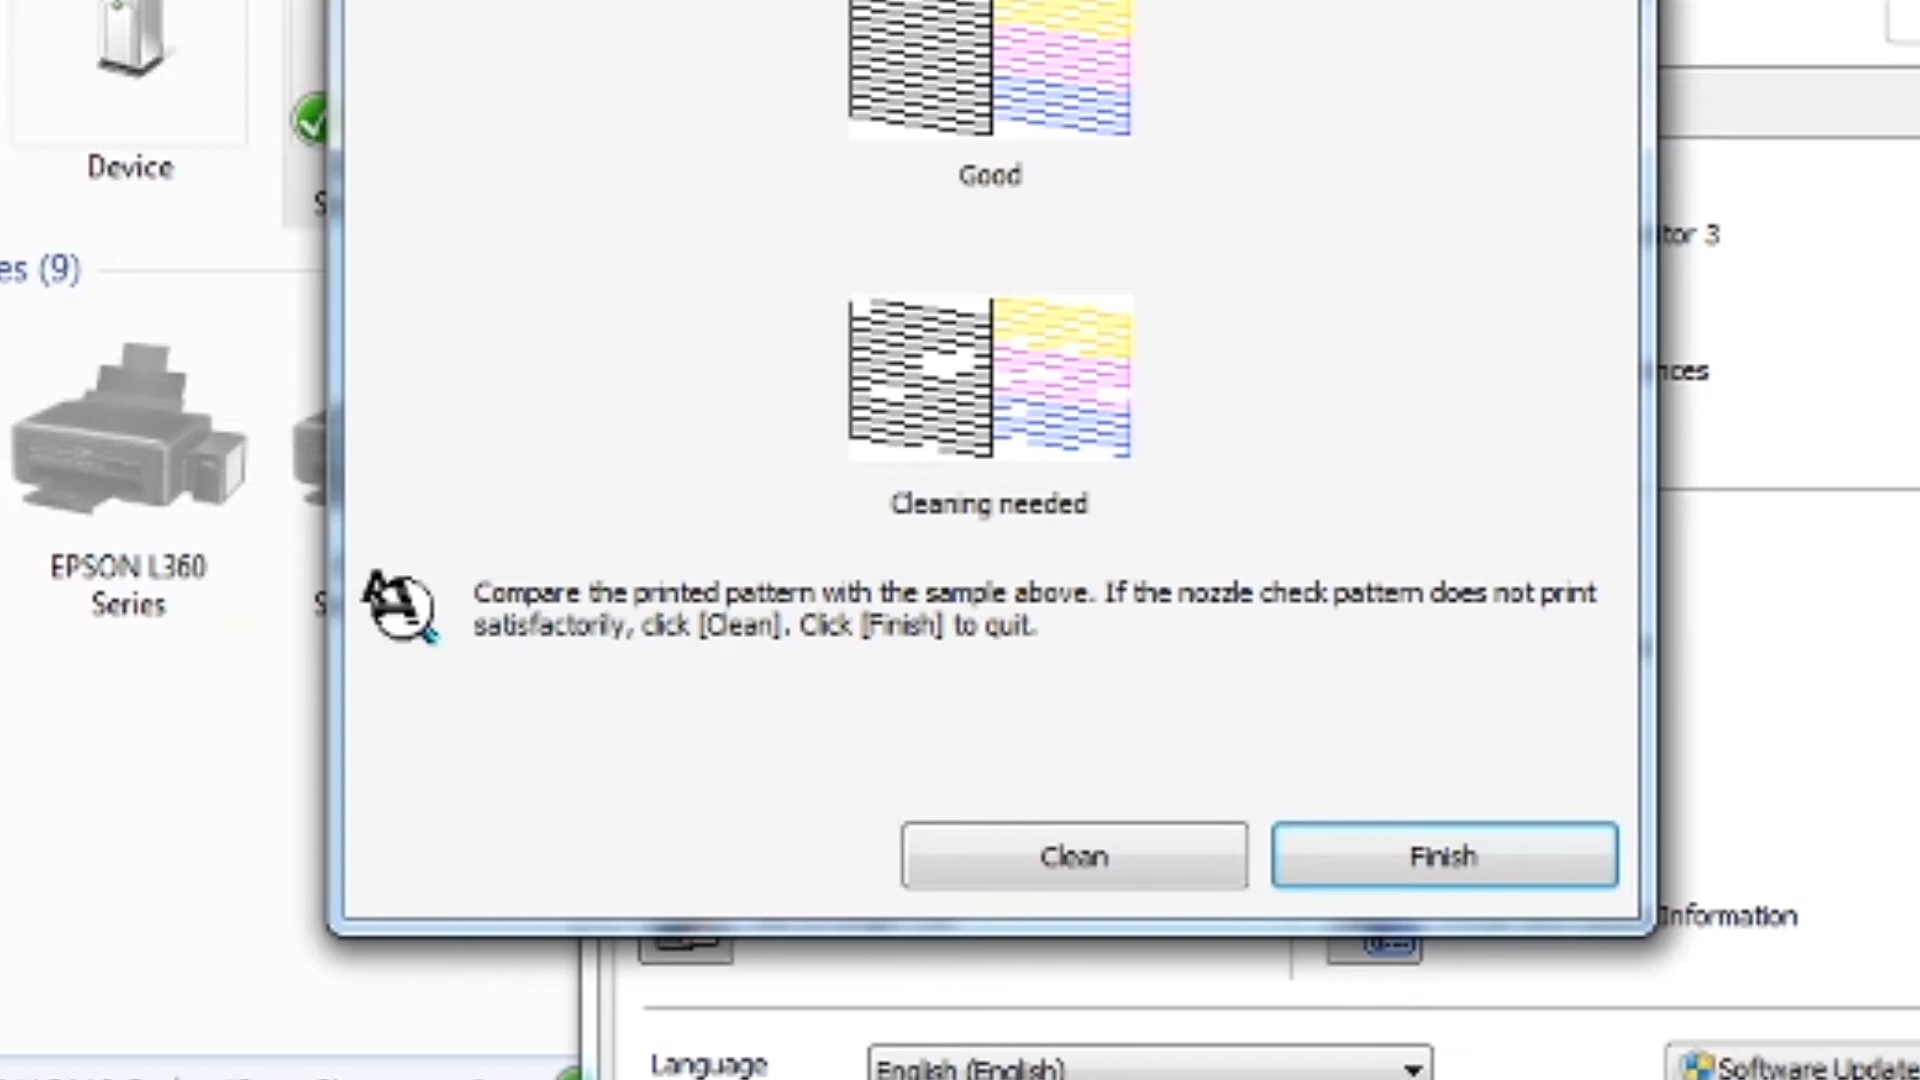 Device
Good
es (9)
tor 3
nces
Cleaning needed
EPSON L360
Series
Compare the printed pattern with the sample above. If the nozzle check pattern does not print
satisfactorily, click [Clean]. Click [Finish] to quit.
Clean
Finish
Information
Language
English (English)
Software Update